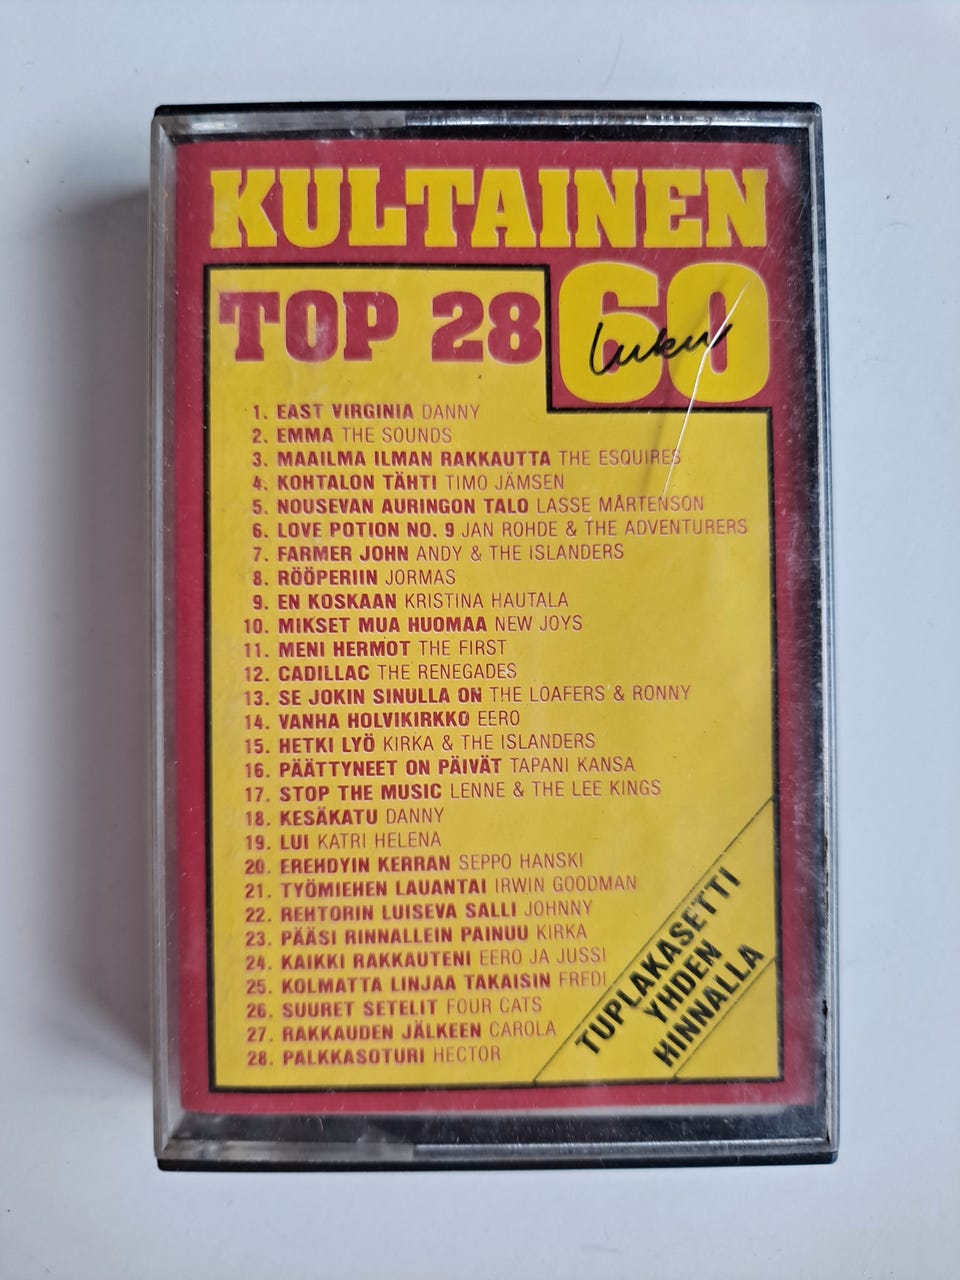 KULTAINEN
60
luku
TOP 28
1. EAST VIRGINIA DANNY
2. EMMA THE SOUNDS
3. MAAILMA ILMAN RAKKAUTTA THE ESQUIRES
4. KOHTALON TÄHTI TIMO JÄMSEN
5. NOUSEVAN AURINGON TALO LASSE MÅRTENSON
6. LOVE POTION NO. 9 JAN ROHDE & THE ADVENTURERS
7. FARMER JOHN ANDY & THE ISLANDERS
8. RÖÖPERIIN JORMAS
9. EN KOSKAAN KRISTINA HAUTALA
10. MIKSET MUA HUOMAA NEW JOYS
11. MENI HERMOT THE FIRST
12. CADILLAC THE RENEGADES
13. SE JOKIN SINULLA ON THE LOAFERS & RONNY
14. VANHA HOLVIKIRKKO EERO
15. HETKI LYÖ KIRKA & THE ISLANDERS
16. PÄÄTTYNEET ON PÄIVÄT TAPANI KANSA
17. STOP THE MUSIC LENNE & THE LEE KINGS
18. KESÄKATU DANNY
19. LUI KATRI HELENA
20. EREHDYIN KERRAN SEPPO HANSKI
21. TYÖMIEHEN LAUANTAI IRWIN GOODMAN
22. REHTORIN LUISEVA SALLI JOHNNY
23. PÄÄSI RINNALLEIN PAINUU KIRKA
24. KAIKKI RAKKAUTENI EERO JA JUSSI
25. KOLMATTA LINJAA TAKAISIN FREDI
26. SUURET SETELIT FOUR CATS
27. RAKKAUDEN JÄLKEEN CAROLA
28. PALKKASOTURI HECTOR
TUPLAKASETTI
YHDEN
HINNALLA